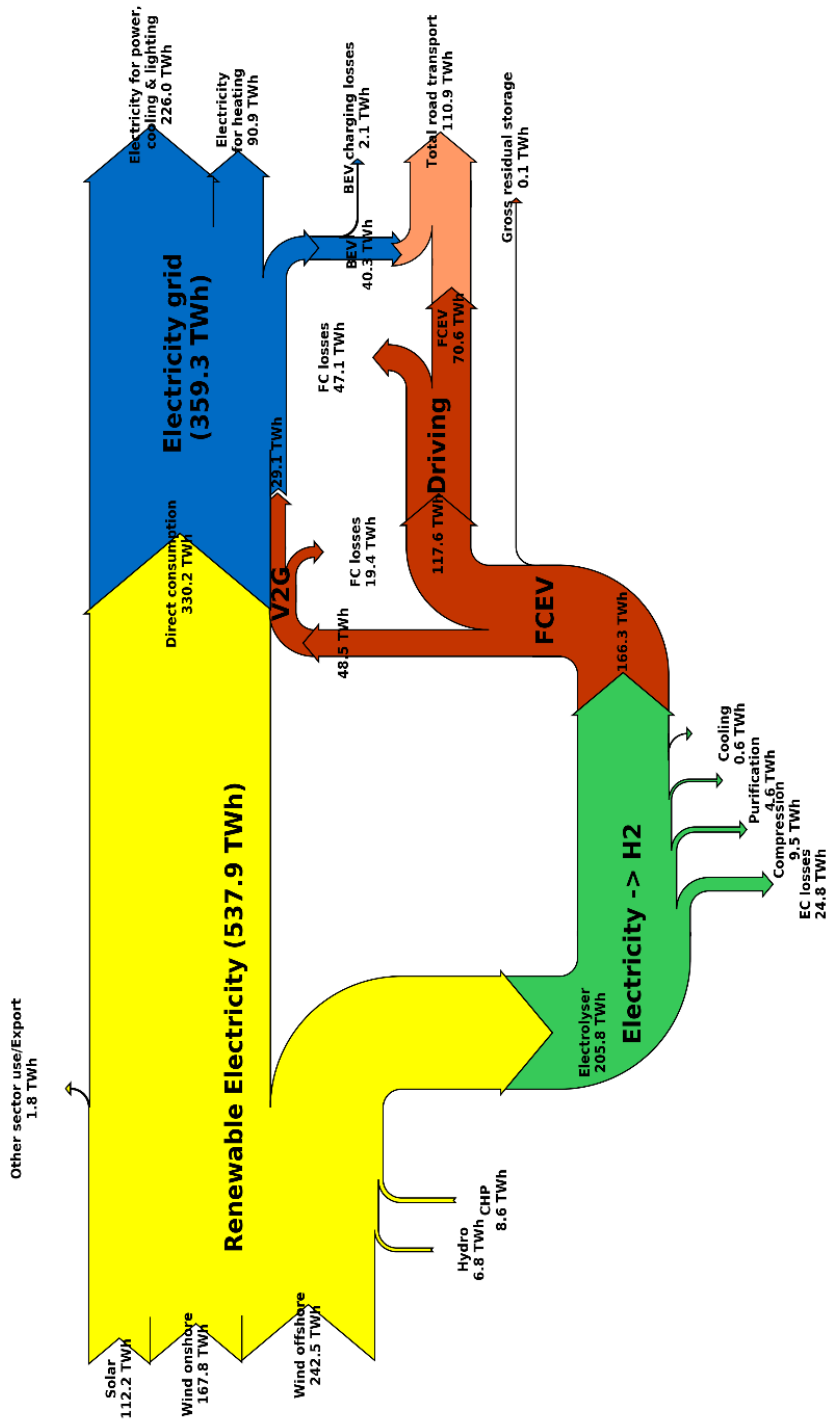 Electricity for power,
cooling & lighting
226.0 TWh
Electricity
for heating
90.9 TWh
BEV charging losses
2.1 TWh
Total road transport
110.9 TWh
Gross residual storage
0.1 TWh
BEV
40.3 TWh
Electricity grid
(359.3 TWh)
FC losses
47.1 TWh
FCEV
70.6 TWh
Driving
29.1 TWh
117.6 TWh
Direct consumption
330.2 TWh
V2G
FC losses
19.4 TWh
48.5 TWh
FCEV
166.3 TWh
Cooling
0.6 TWh
Purification
4.6 TWh
Compression
9.5 TWh
EC losses
24.8 TWh
Electricity -> H2
Electrolyser
205.8 TWh
Renewable Electricity (537.9 TWh)
Other sector use/Export
1.8 TWh
CHP
8.6 TWh
Hydro
6.8 TWh
Solar
112.2 TWh
Wind onshore
167.8 TWh
Wind offshore
242.5 TWh